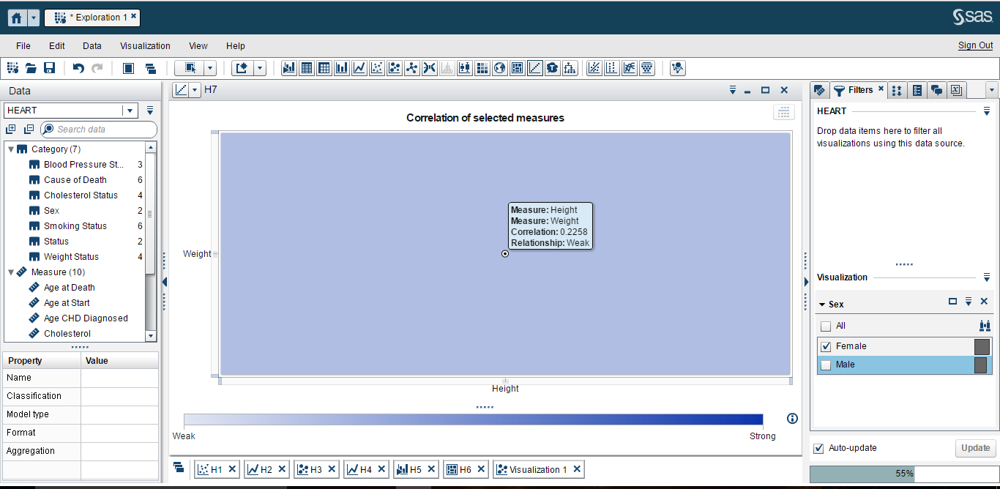 * Exploration 1
sas
File Edit Data Visualization View Help
Sign Out
Data
HEART
Search data
Category (7)
Blood Pressure St... 3
Cause of Death 6
Cholesterol Status 4
Sex 2
Smoking Status 6
Status 2
Weight Status 4
Measure (10)
Age at Death
Age at Start
Age CHD Diagnosed
Cholesterol
Property Value
Name
Classification
Model type
Format
Aggregation
H7
Correlation of selected measures
Weight
Measure: Height
Measure: Weight
Correlation: 0.2258
Relationship: Weak
Height
Weak Strong
H1 H2 H3 H4 H5 H6 Visualization 1
Filters
HEART
Drop data items here to filter all
visualizations using this data source.
Visualization
Sex
All
Female
Male
Auto-update Update
55%